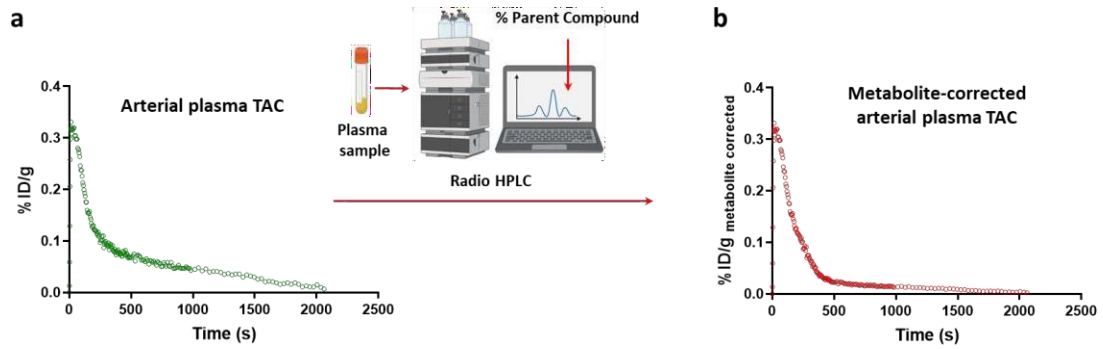 a
Arterial plasma TAC
% ID/g
0.4
0.3
0.2
0.1
0.0
0
500
1000
1500
2000
2500
Time (s)
Plasma
sample
% Parent Compound
Radio HPLC
b
Metabolite-corrected
arterial plasma TAC
% ID/g metabolite corrected
0.4
0.3
0.2
0.1
0.0
0
500
1000
1500
2000
2500
Time (s)